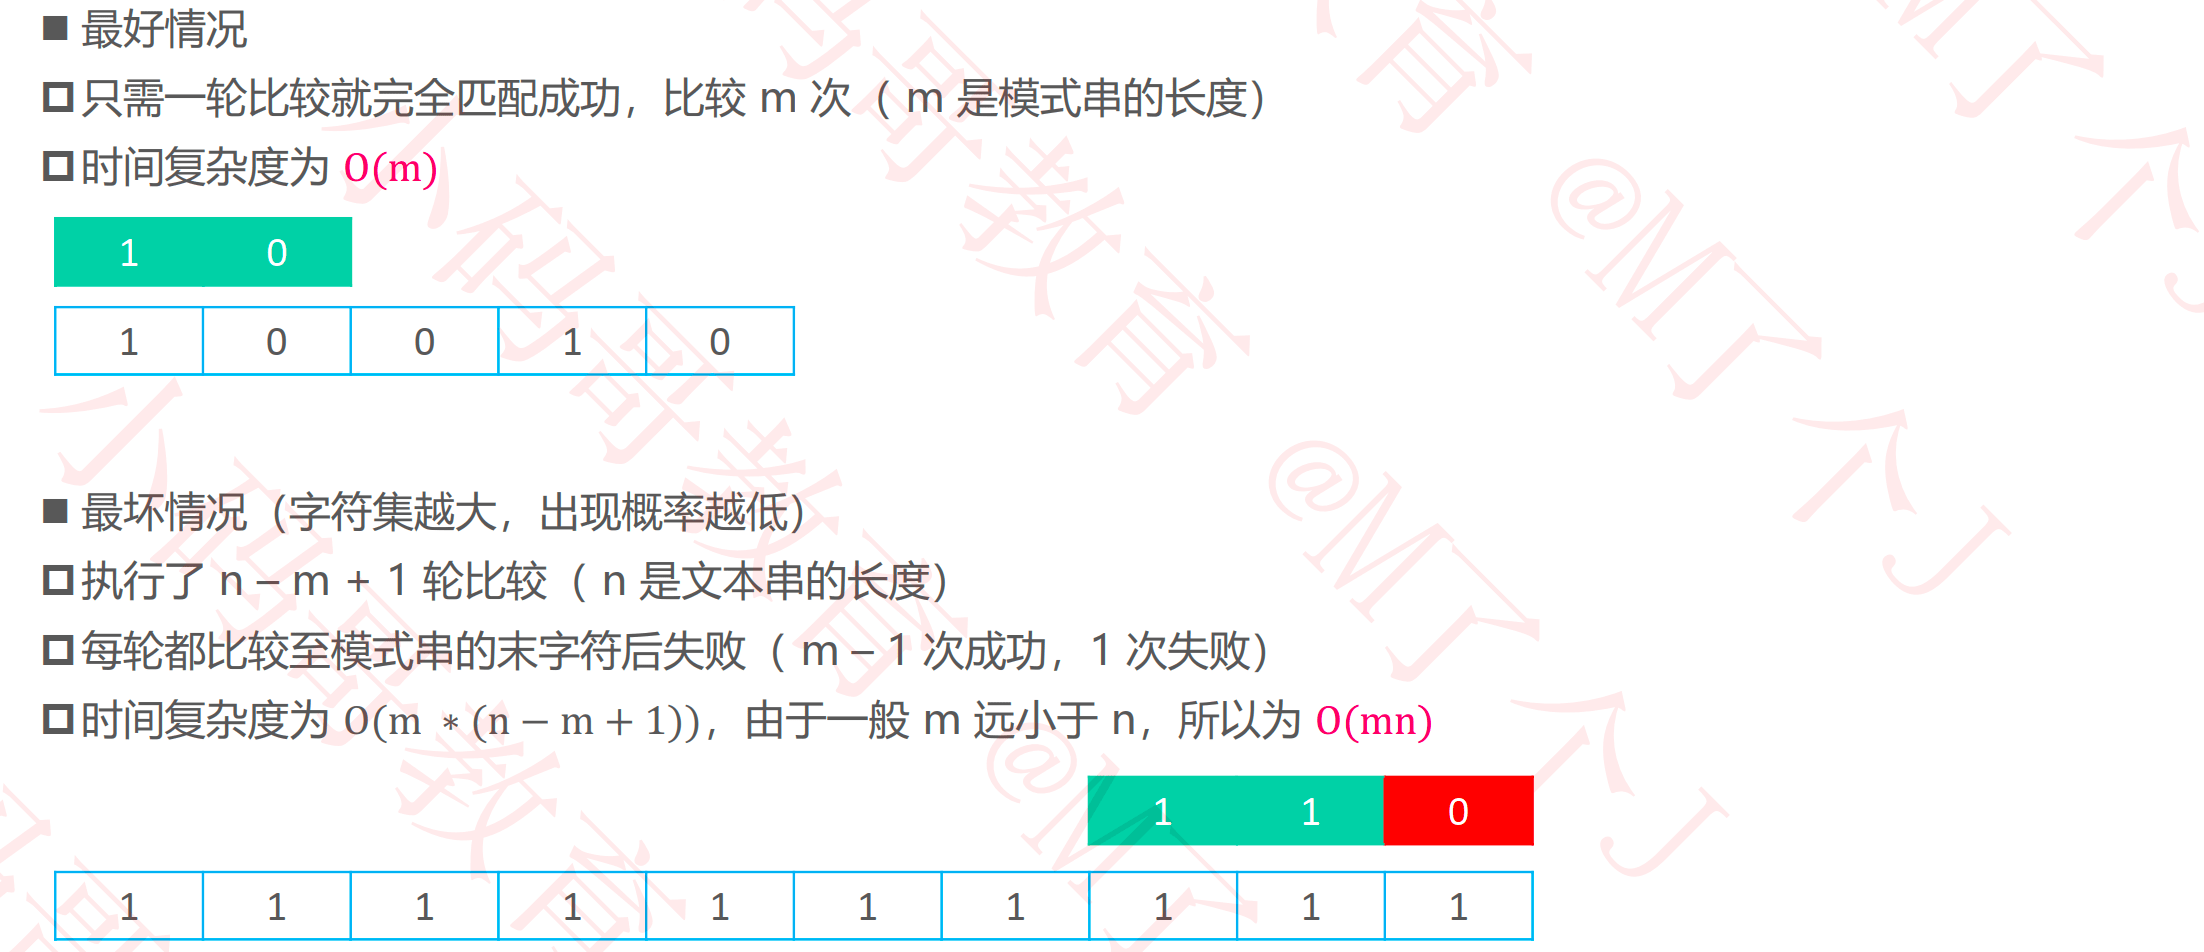 ■ 最好情况
只需一轮比较就完全匹配成功，比较 m 次（ m 是模式串的长度）
时间复杂度为 O(m)
1 0
1 0 0 1 0
■ 最坏情况（字符集越大，出现概率越低）
执行了 n – m + 1 轮比较（ n 是文本串的长度）
每轮都比较至模式串的末字符后失败（ m – 1 次成功，1 次失败）
时间复杂度为 O(m ∗ (n − m + 1))，由于一般 m 远小于 n，所以为 O(mn)
1 1 0
1 1 1 1 1 1 1 1 1 1
小码哥教育 @M了个J